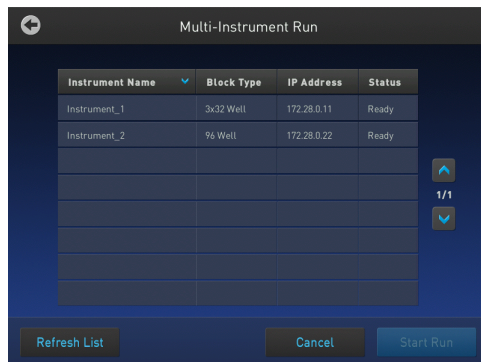 Multi-Instrument Run
Instrument Name Block Type IP Address Status
Instrument_1 3x32 Well 172.28.0.11 Ready
Instrument_2 96 Well 172.28.0.22 Ready
1/1
Refresh List Cancel Start Run